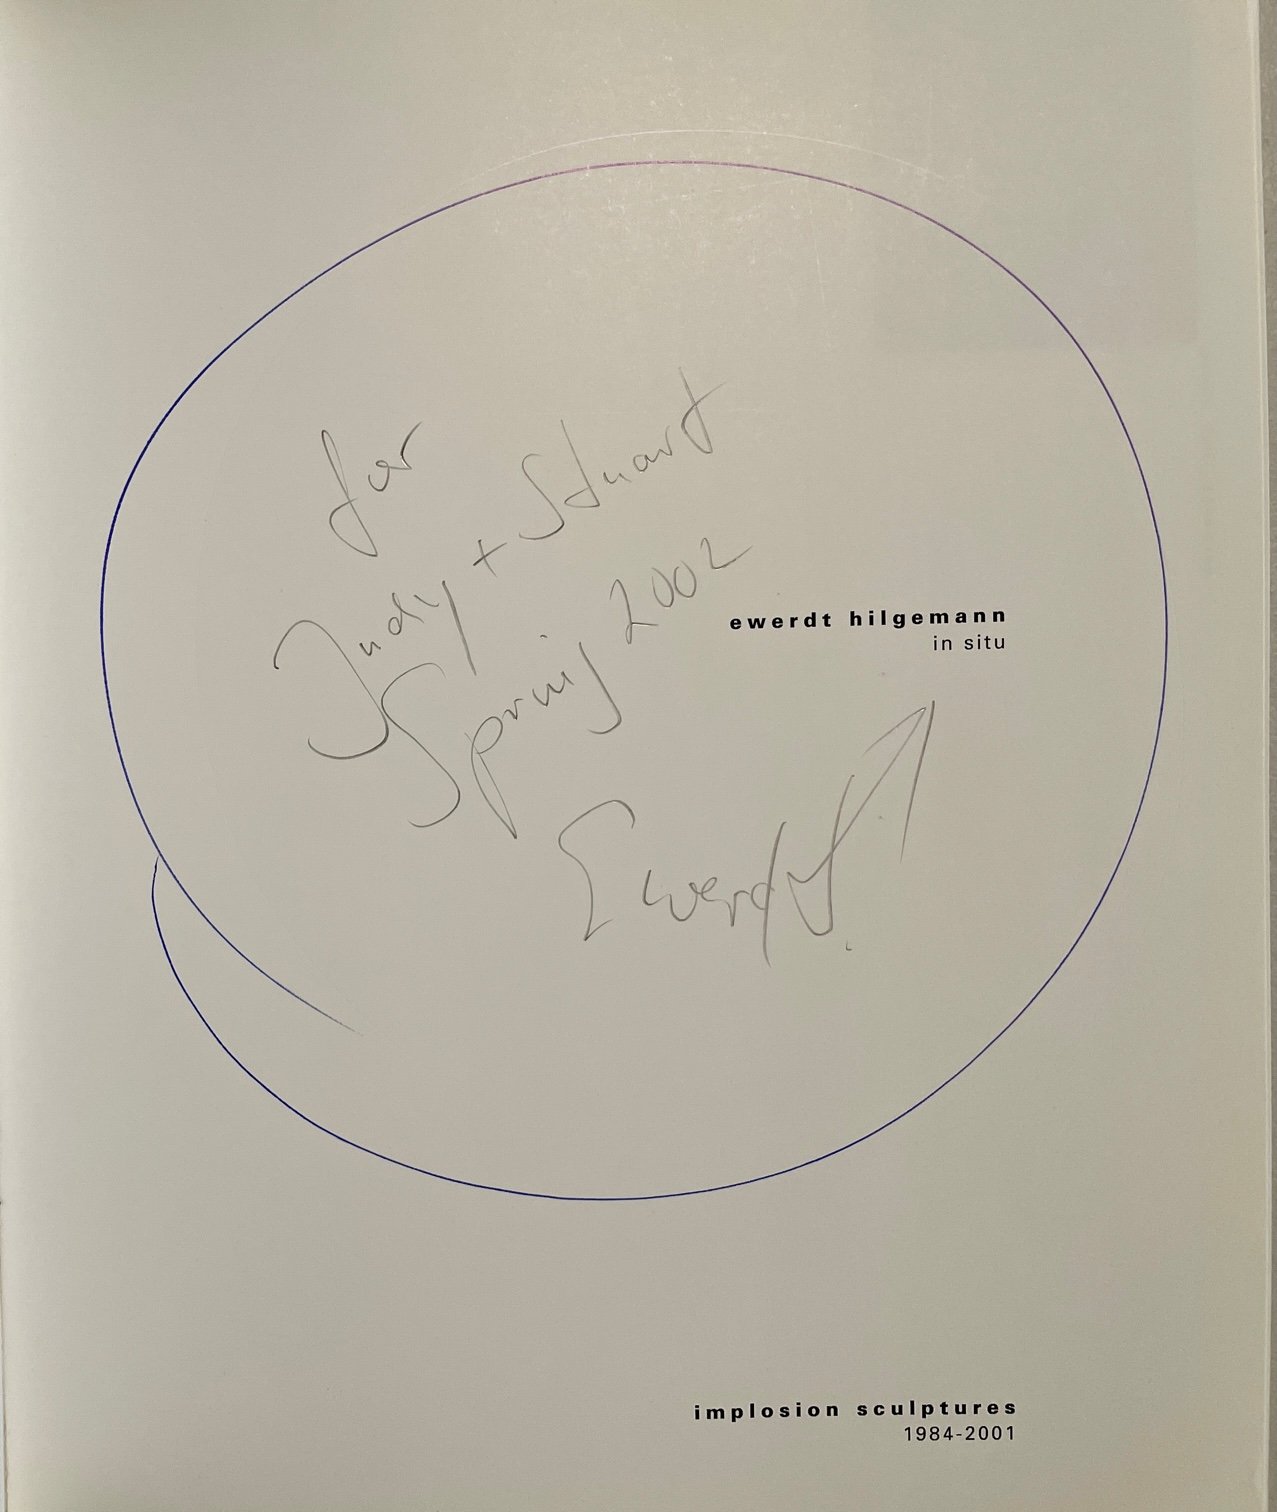 for
Judy + Stuart
Spring 2002
ewerdt hilgemann
in situ
Ewerdt
implosion sculptures
1984-2001